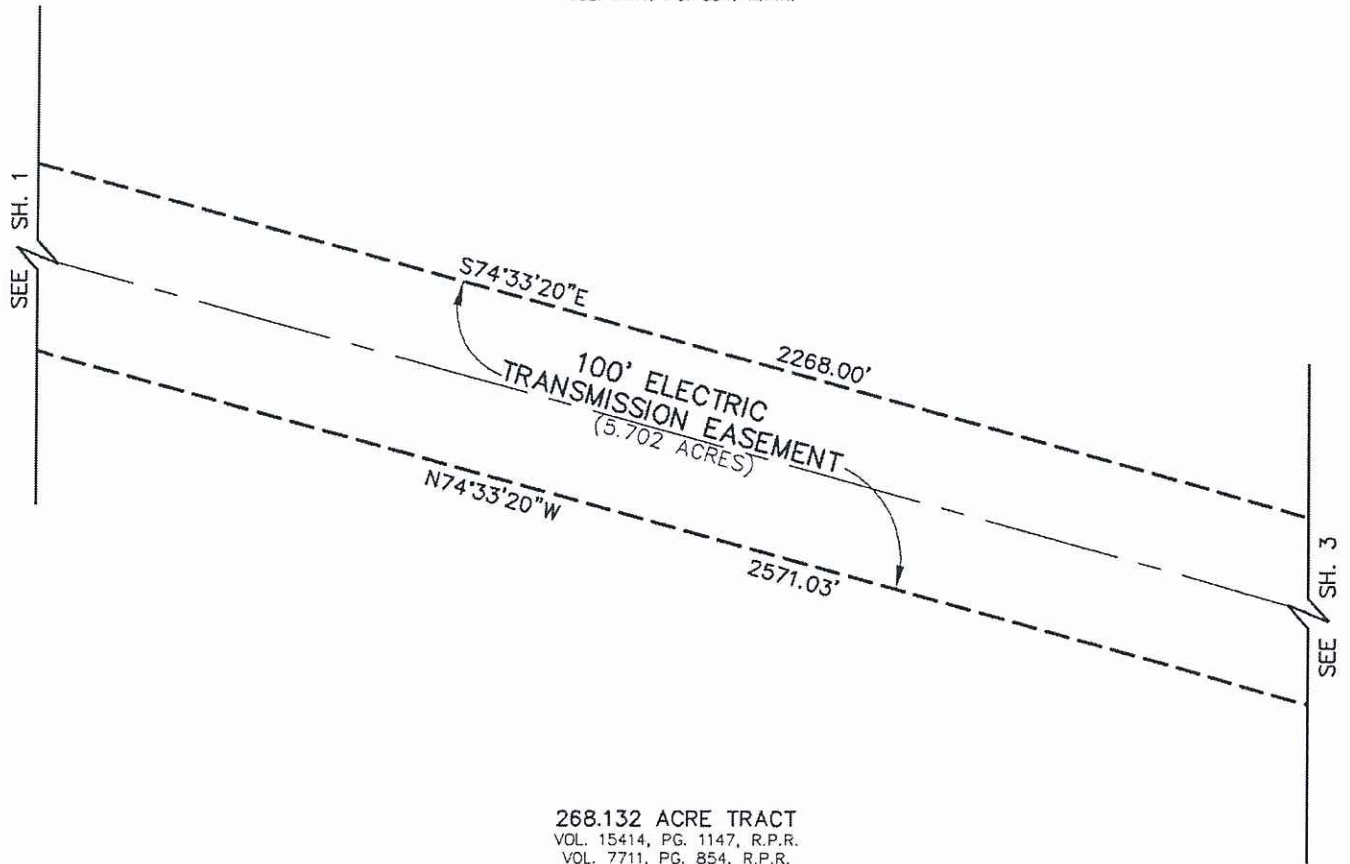 SEE SH. 1
S74°33'20"E
2268.00'
100' ELECTRIC
TRANSMISSION EASEMENT
(5.702 ACRES)
N74°33'20"W
2571.03'
SEE SH. 3
268.132 ACRE TRACT
VOL. 15414, PG. 1147, R.P.R.
VOL. 7711, PG. 854, R.P.R.